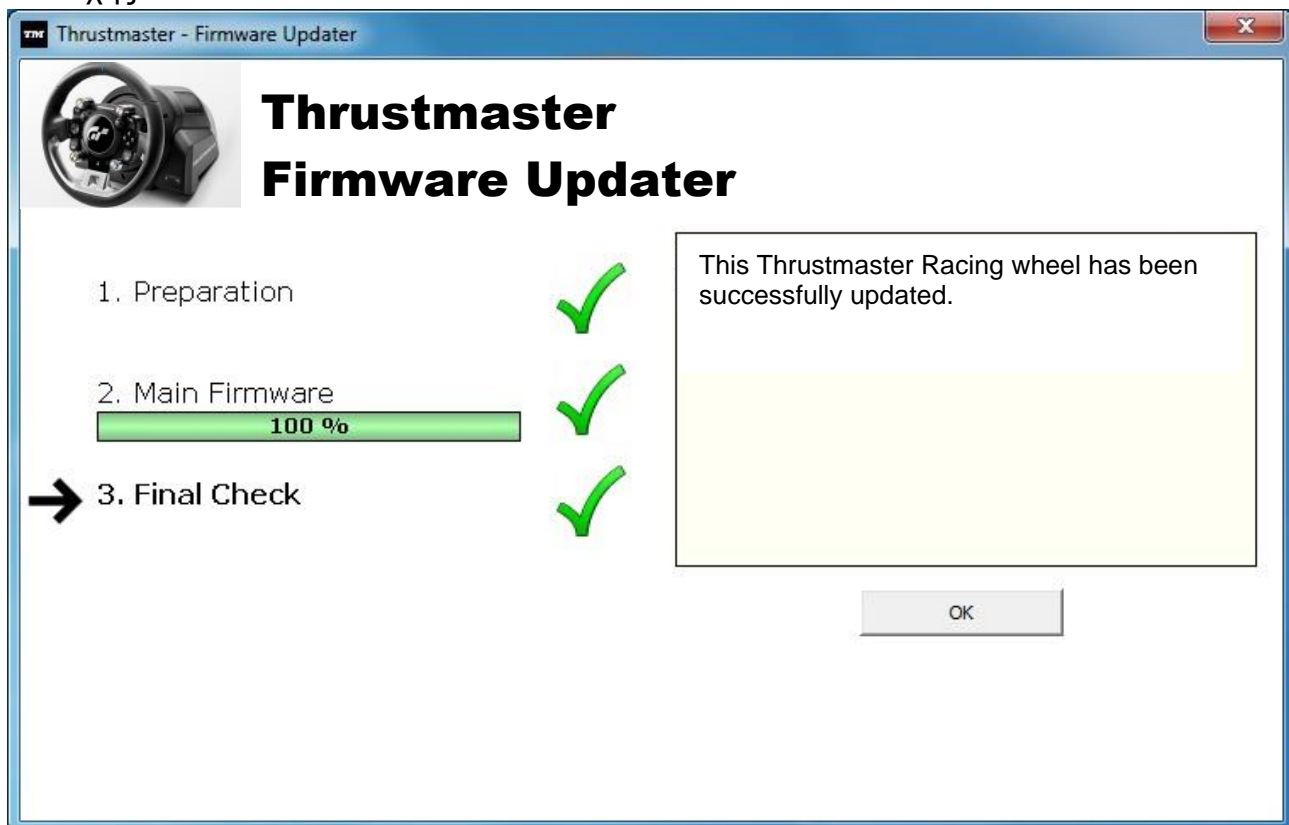 TM Thrustmaster - Firmware Updater
Thrustmaster
Firmware Updater
1. Preparation
2. Main Firmware
100 %
3. Final Check
This Thrustmaster Racing wheel has been
successfully updated.
OK